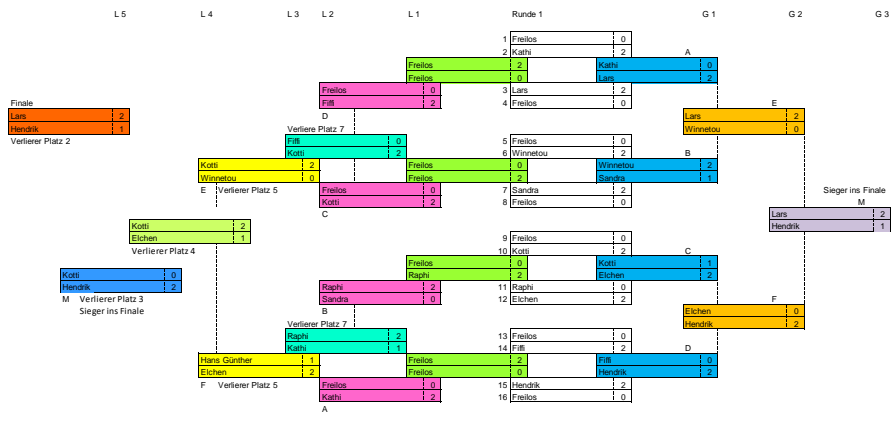 L 5 L 4 L 3 L 2 L 1 Runde 1 G 1 G 2 G 3
1 Freilos 0
2 Kathi 2 A
Freilos 2 Kathi 0
Freilos 0 Lars 2
Freilos 0 3 Lars 2
Finale Fiffi 2 4 Freilos 0 E
Lars 2 D Lars 2
Hendrik 1 Verliere Platz 7 Winnetou 0
Verlierer Platz 2 Fiffi 0 5 Freilos 0
Kotti 2 6 Winnetou 2 B
Kotti 2 Freilos 0 Winnetou 2
Winnetou 0 Freilos 2 Sandra 1
E Verlierer Platz 5 Freilos 0 7 Sandra 2 Sieger ins Finale
Kotti 2 8 Freilos 0 M
C Lars 2
Kotti 2 Hendrik 1
Elchen 1 9 Freilos 0
Verlierer Platz 4 10 Kotti 2 C
Freilos 0 Kotti 1
Kotti 0 Raphi 2 Elchen 2
Hendrik 2 Raphi 2 11 Raphi 0
M Verlierer Platz 3 Sandra 0 12 Elchen 2 F
Sieger ins Finale B Elchen 0
Verlierer Platz 7 Hendrik 2
Raphi 2 13 Freilos 0
Kathi 1 14 Fiffi 2 D
Hans Günther 1 Freilos 2 Fiffi 0
Elchen 2 Freilos 0 Hendrik 2
F Verlierer Platz 5 Freilos 0 15 Hendrik 2
Kathi 2 16 Freilos 0
A